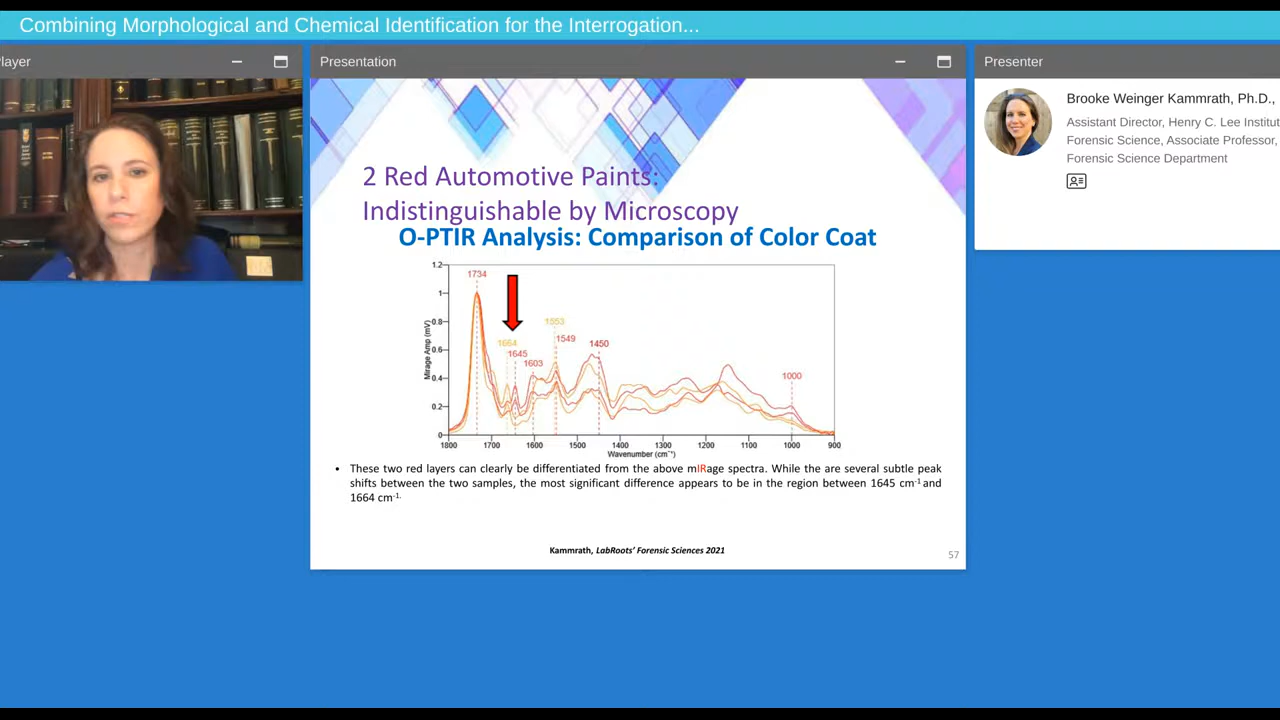 Combining Morphological and Chemical Identification for the Interrogation...
layer
Presentation
Presenter
Brooke Weinger Kammrath, Ph.D.,
Assistant Director, Henry C. Lee Institut
Forensic Science, Associate Professor,
Forensic Science Department
2 Red Automotive Paints:
Indistinguishable by Microscopy
O-PTIR Analysis: Comparison of Color Coat
1.2
1
0.8
0.6
0.4
0.2
0
Mirage Amp (mV)
1734
1664
1645
1603
1553
1549
1450
1000
1800 1700 1600 1500 1400 1300 1200 1100 1000 900
Wavenumber (cm⁻¹)
• These two red layers can clearly be differentiated from the above mIRage spectra. While the are several subtle peak
shifts between the two samples, the most significant difference appears to be in the region between 1645 cm⁻¹ and
1664 cm⁻¹.
Kammrath, LabRoots' Forensic Sciences 2021
57